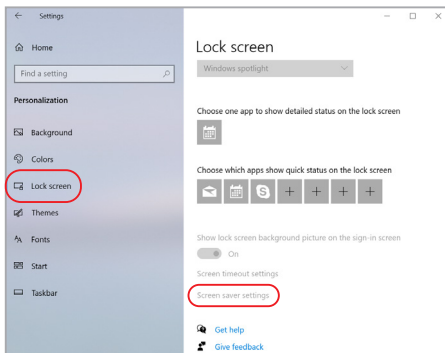 Settings
Home
Find a setting
Personalization
Background
Colors
Lock screen
Themes
Fonts
Start
Taskbar
Lock screen
Windows spotlight
Choose one app to show detailed status on the lock screen
Choose which apps show quick status on the lock screen
Show lock screen background picture on the sign-in screen
On
Screen timeout settings
Screen saver settings
Get help
Give feedback